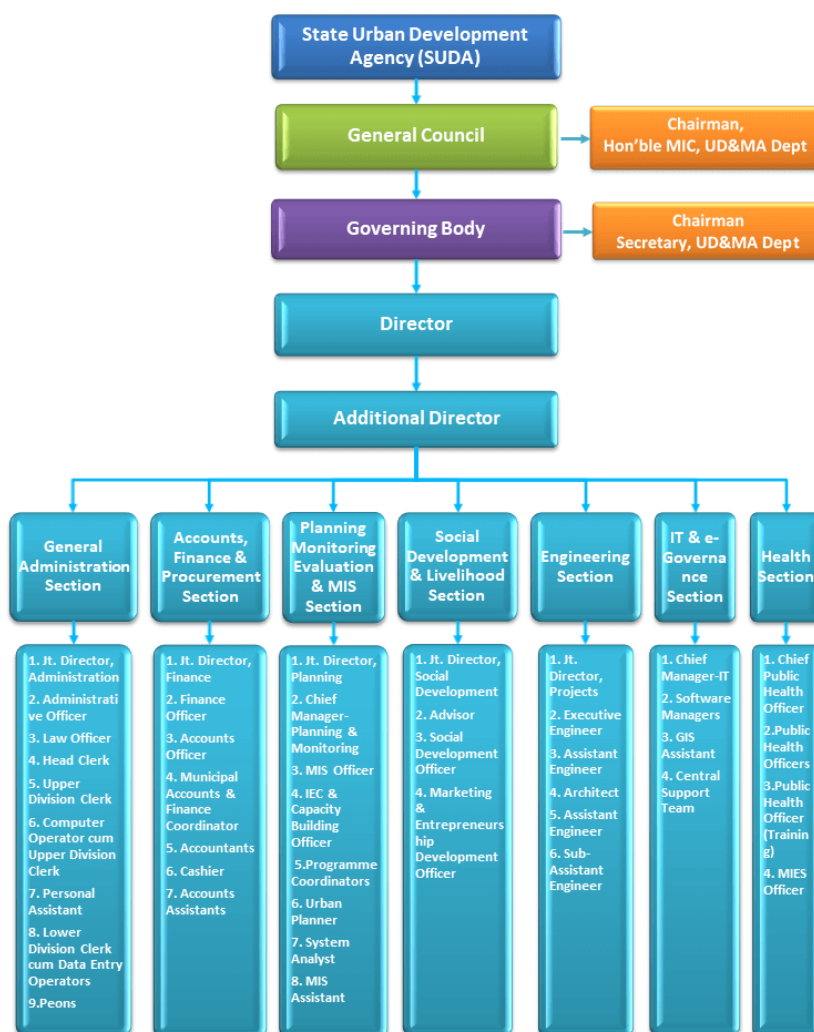 State Urban Development
Agency (SUDA)
General Council
Chairman,
Hon'ble MIC, UD&MA Dept
Governing Body
Chairman
Secretary, UD&MA Dept
Director
Additional Director
General
Administration
Section
Accounts,
Finance &
Procurement
Section
Planning
Monitoring
Evaluation
& MIS
Section
Social
Development
& Livelihood
Section
Engineering
Section
IT & e-
Governa
nce
Section
Health
Section
1. Jt. Director,
Administration
2. Administrati
ve Officer
3. Law Officer
4. Head Clerk
5. Upper
Division Clerk
6. Computer
Operator cum
Upper Division
Clerk
7. Personal
Assistant
8. Lower
Division Clerk
cum Data Entry
Operators
9.Peons
1. Jt. Director,
Finance
2. Finance
Officer
3. Accounts
Officer
4. Municipal
Accounts &
Finance
Coordinator
5. Accountants
6. Cashier
7. Accounts
Assistants
1. Jt. Director,
Planning
2. Chief
Manager-
Planning &
Monitoring
3. MIS Officer
4. IEC &
Capacity
Building
Officer
5.Programme
Coordinators
6. Urban
Planner
7. System
Analyst
8. MIS
Assistant
1. Jt. Director,
Social
Development
2. Advisor
3. Social
Development
Officer
4. Marketing
&
Entrepreneurs
hip
Development
Officer
1. Jt.
Director,
Projects
2. Executive
Engineer
3. Assistant
Engineer
4. Architect
5. Assistant
Engineer
6. Sub-
Assistant
Engineer
1. Chief
Manager-IT
2. Software
Managers
3. GIS
Assistant
4. Central
Support
Team
1. Chief
Public
Health
Officer
2.Public
Health
Officers
3.Public
Health
Officer
(Trainin
g)
4. MIES
Officer